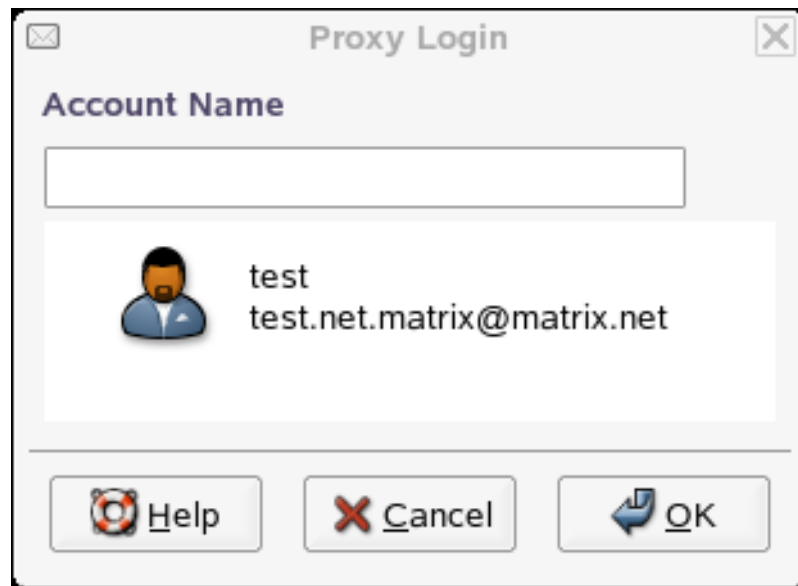 Proxy Login
Account Name
test
test.net.matrix@matrix.net
Help
Cancel
OK